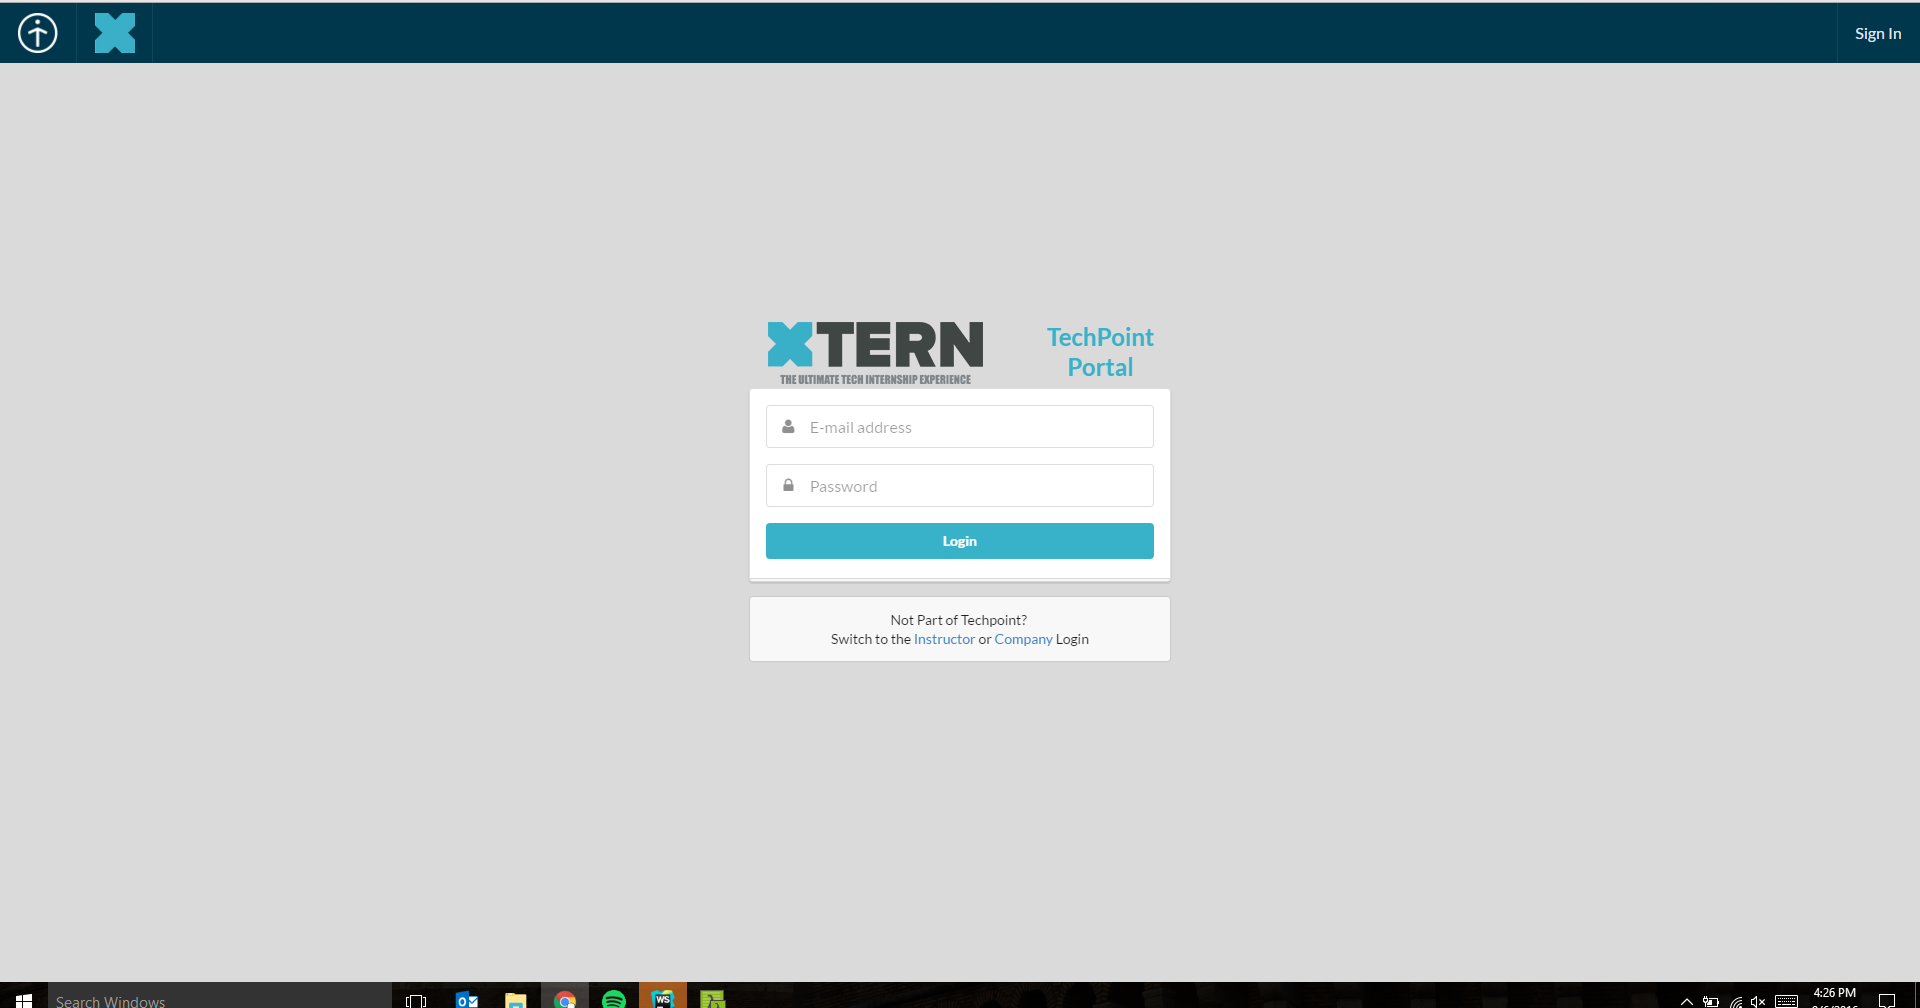 Sign In
XTERN
THE ULTIMATE TECH INTERNSHIP EXPERIENCE
TechPoint
Portal
E-mail address
Password
Login
Not Part of Techpoint?
Switch to the Instructor or Company Login
Search Windows
WS
4:26 PM